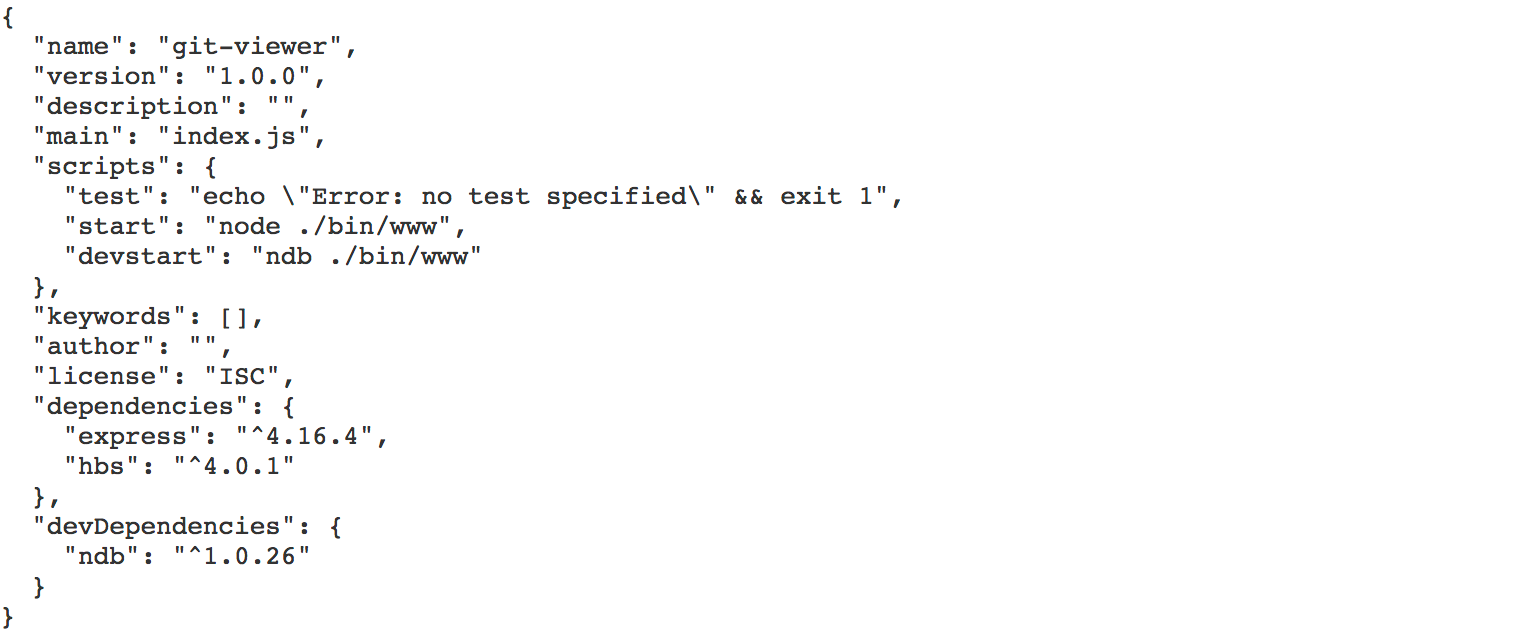 {
  "name": "git-viewer",
  "version": "1.0.0",
  "description": "",
  "main": "index.js",
  "scripts": {
    "test": "echo \"Error: no test specified\" && exit 1",
    "start": "node ./bin/www",
    "devstart": "ndb ./bin/www"
  },
  "keywords": [],
  "author": "",
  "license": "ISC",
  "dependencies": {
    "express": "^4.16.4",
    "hbs": "^4.0.1"
  },
  "devDependencies": {
    "ndb": "^1.0.26"
  }
}